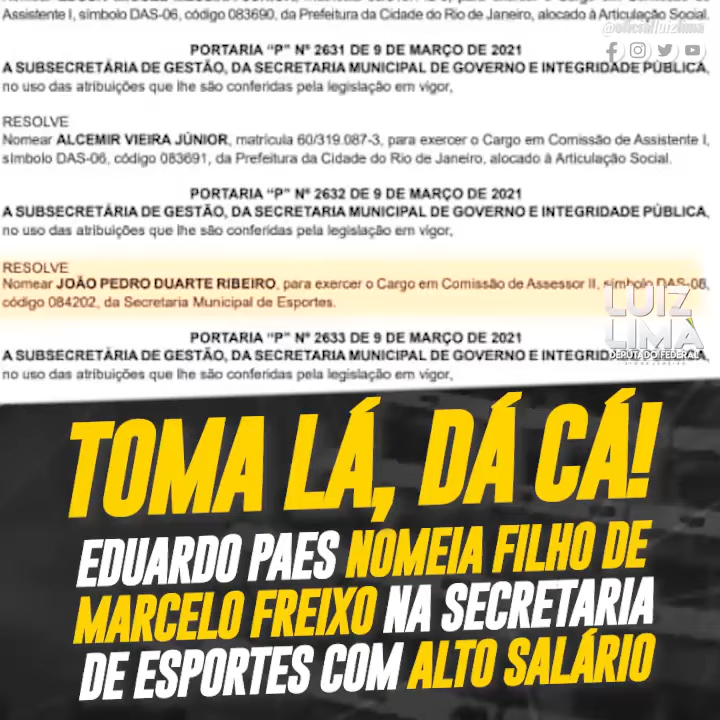 Assistente I, símbolo DAS-06, código 083690, da Prefeitura da Cidade do Rio de Janeiro, alocado à Articulação Social.
@oficialluizlima
PORTARIA “P” Nº 2631 DE 9 DE MARÇO DE 2021
A SUBSECRETÁRIA DE GESTÃO, DA SECRETARIA MUNICIPAL DE GOVERNO E INTEGRIDADE PÚBLICA,
no uso das atribuições que lhe são conferidas pela legislação em vigor,
RESOLVE
Nomear ALCEMIR VIEIRA JÚNIOR, matrícula 60/319.087-3, para exercer o Cargo em Comissão de Assistente I,
símbolo DAS-06, código 083691, da Prefeitura da Cidade do Rio de Janeiro, alocado à Articulação Social.
PORTARIA “P” Nº 2632 DE 9 DE MARÇO DE 2021
A SUBSECRETÁRIA DE GESTÃO, DA SECRETARIA MUNICIPAL DE GOVERNO E INTEGRIDADE PÚBLICA,
no uso das atribuições que lhe são conferidas pela legislação em vigor,
RESOLVE
Nomear JOÃO PEDRO DUARTE RIBEIRO, para exercer o Cargo em Comissão de Assessor II, símbolo DAS-08,
código 084202, da Secretaria Municipal de Esportes.
LUIZ
LIMA
DEPUTADO FEDERAL
PORTARIA “P” Nº 2633 DE 9 DE MARÇO DE 2021
A SUBSECRETÁRIA DE GESTÃO, DA SECRETARIA MUNICIPAL DE GOVERNO E INTEGRIDADE PÚBLICA,
no uso das atribuições que lhe são conferidas pela legislação em vigor,
TOMA LÁ, DÁ CÁ!
EDUARDO PAES NOMEIA FILHO DE
MARCELO FREIXO NA SECRETARIA
DE ESPORTES COM ALTO SALÁRIO